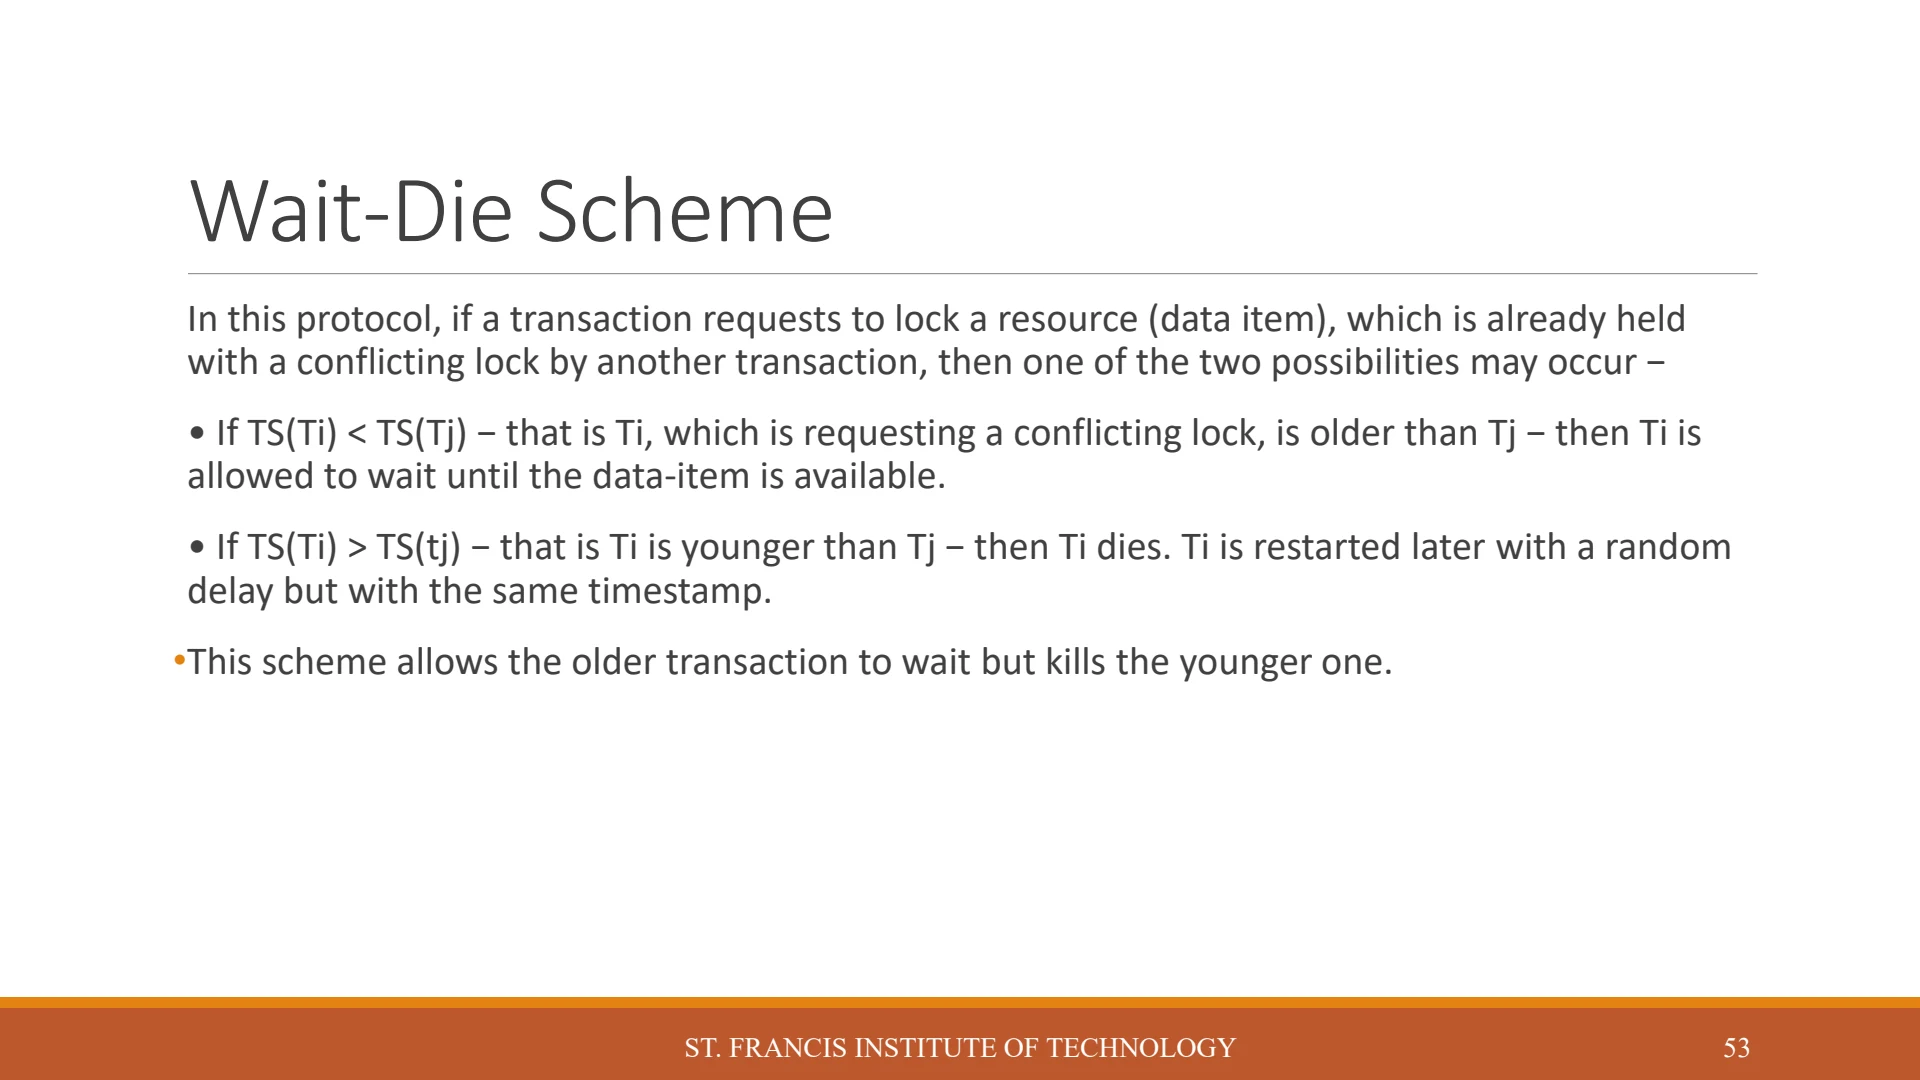 Wait-Die Scheme
In this protocol, if a transaction requests to lock a resource (data item), which is already held
with a conflicting lock by another transaction, then one of the two possibilities may occur −
• If TS(Ti) < TS(Tj) − that is Ti, which is requesting a conflicting lock, is older than Tj − then Ti is
allowed to wait until the data-item is available.
• If TS(Ti) > TS(tj) − that is Ti is younger than Tj − then Ti dies. Ti is restarted later with a random
delay but with the same timestamp.
•This scheme allows the older transaction to wait but kills the younger one.
ST. FRANCIS INSTITUTE OF TECHNOLOGY
53